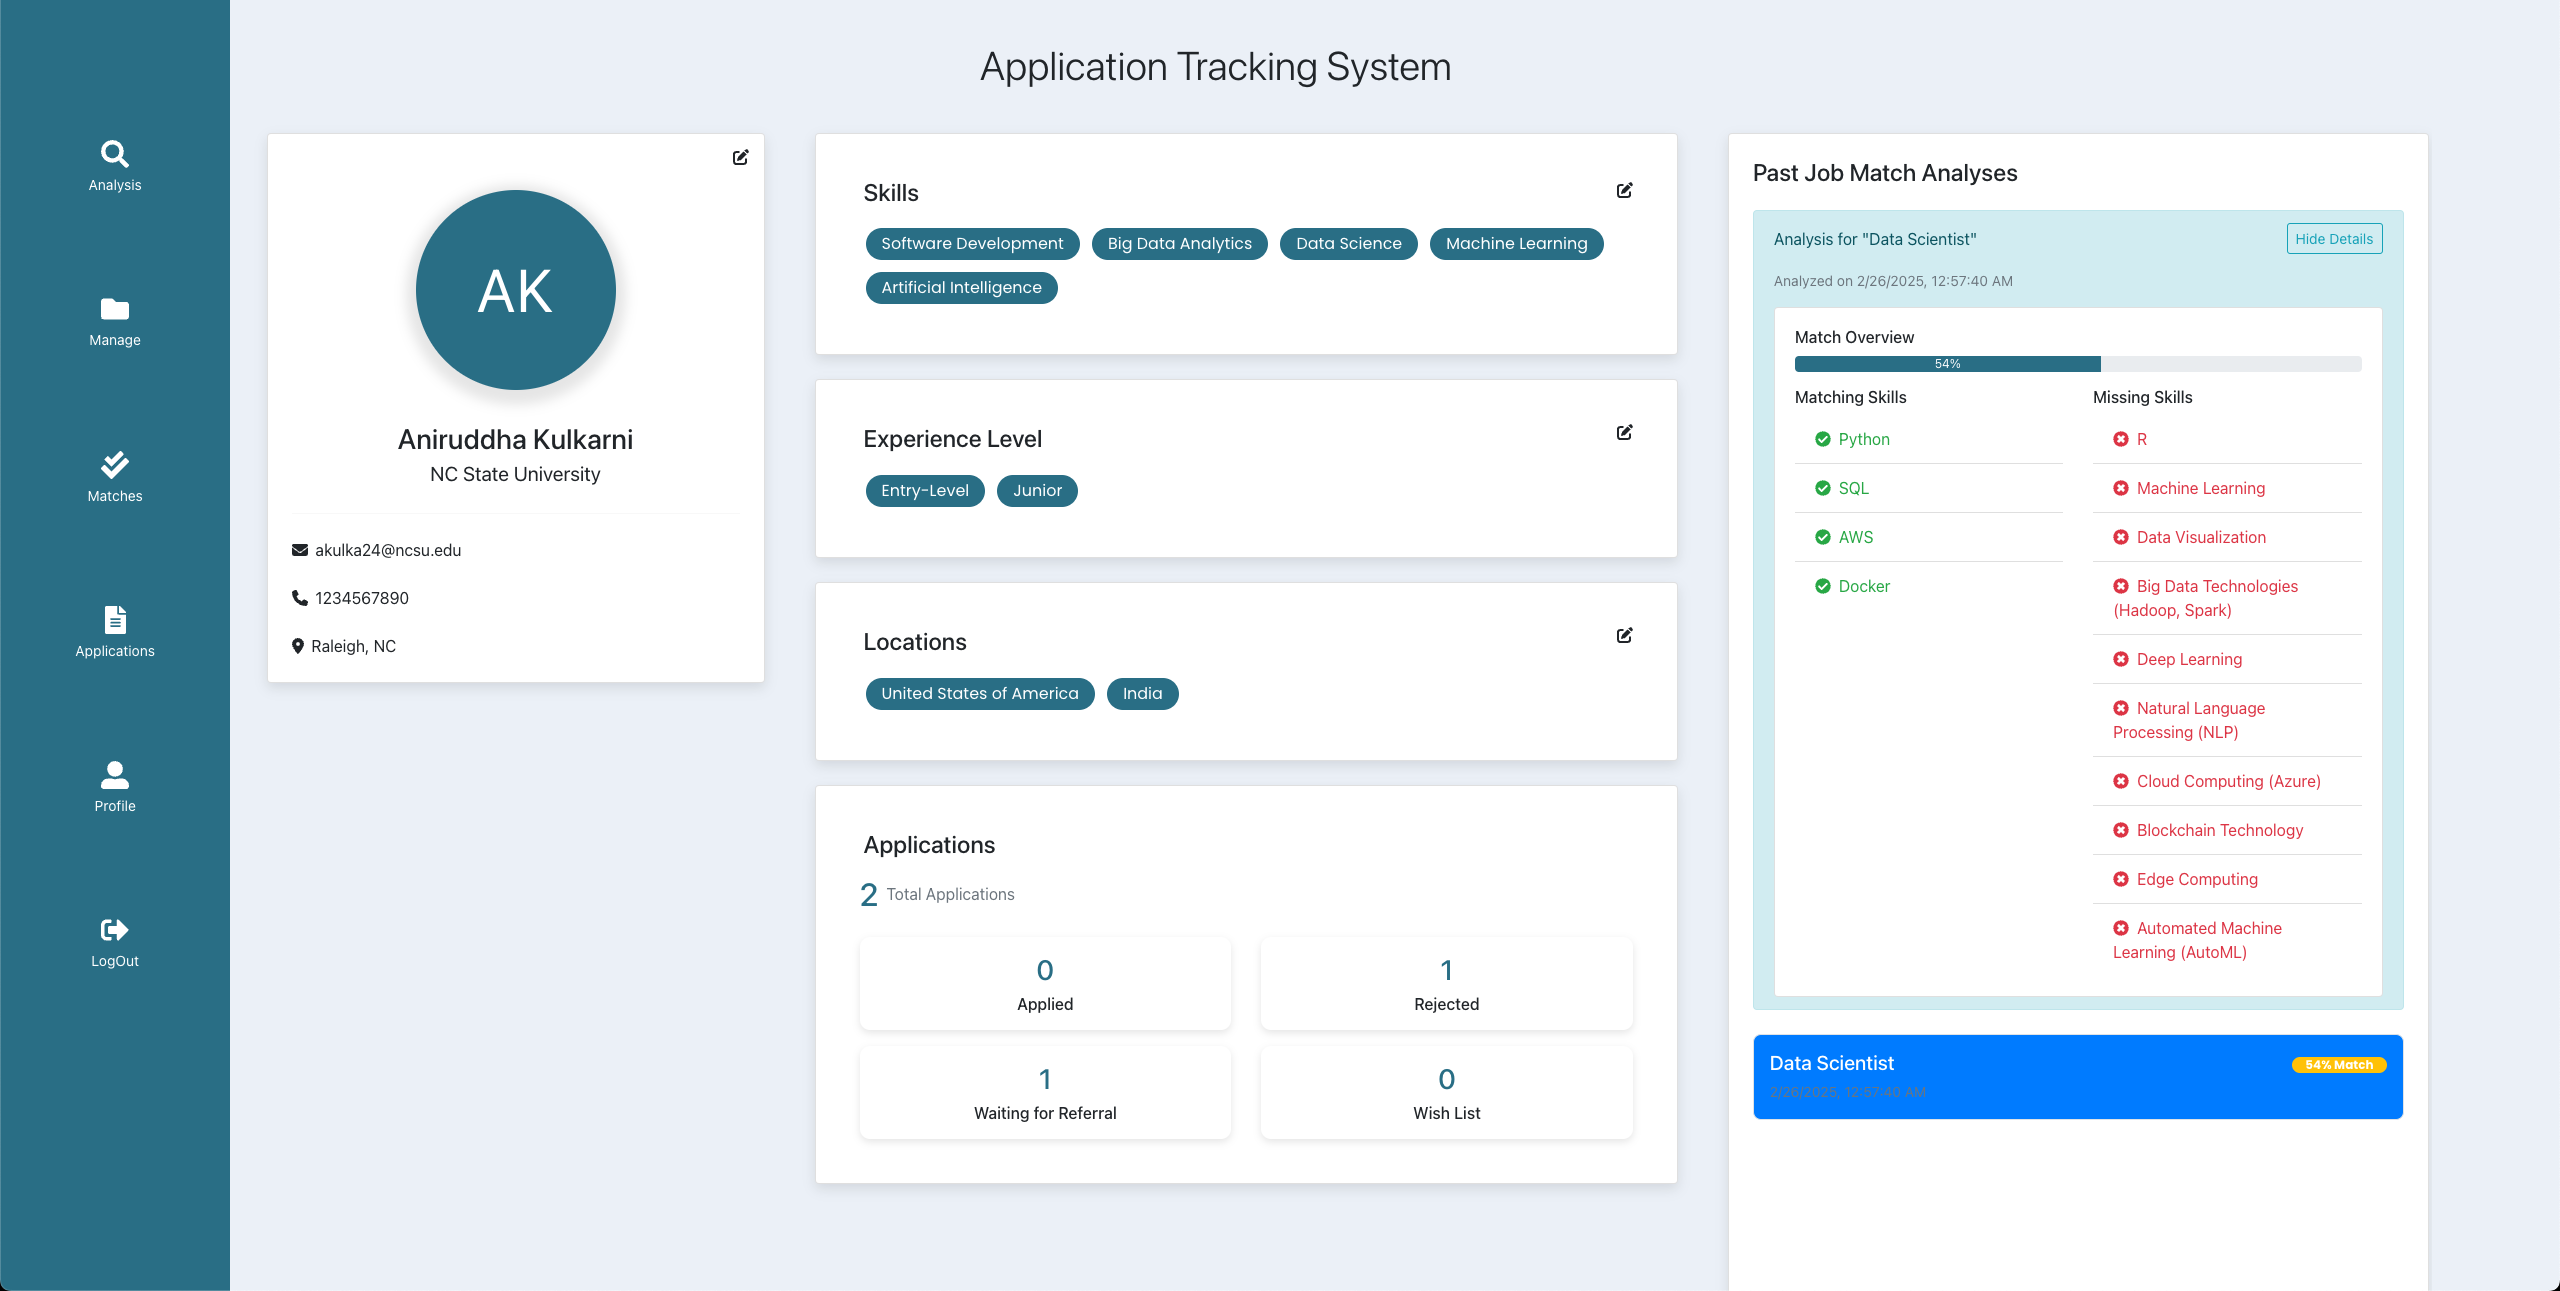 Application Tracking System
Analysis
Manage
Matches
Applications
Profile
LogOut
AK
Aniruddha Kulkarni
NC State University
akulka24@ncsu.edu
1234567890
Raleigh, NC
Skills
Software Development
Big Data Analytics
Data Science
Machine Learning
Artificial Intelligence
Experience Level
Entry-Level
Junior
Locations
United States of America
India
Applications
2 Total Applications
0
Applied
1
Rejected
1
Waiting for Referral
0
Wish List
Past Job Match Analyses
Analysis for "Data Scientist"
Hide Details
Analyzed on 2/26/2025, 12:57:40 AM
Match Overview
54%
Matching Skills
Python
SQL
AWS
Docker
Missing Skills
R
Machine Learning
Data Visualization
Big Data Technologies
(Hadoop, Spark)
Deep Learning
Natural Language
Processing (NLP)
Cloud Computing (Azure)
Blockchain Technology
Edge Computing
Automated Machine
Learning (AutoML)
Data Scientist
54% Match
2/26/2025, 12:57:40 AM